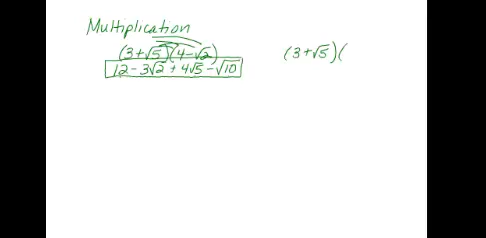 Multiplication
(3+√5)(4-√2) (3+√5)(
12-3√2+4√5-√10